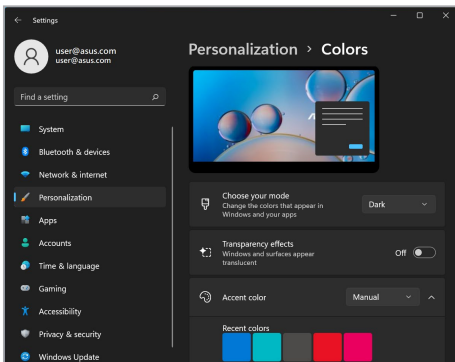 Settings
user@asus.com
user@asus.com
Find a setting
System
Bluetooth & devices
Network & internet
Personalization
Apps
Accounts
Time & language
Gaming
Accessibility
Privacy & security
Windows Update
Personalization > Colors
Choose your mode
Change the colors that appear in
Windows and your apps
Dark
Transparency effects
Windows and surfaces appear
translucent
Off
Accent color
Manual
Recent colors